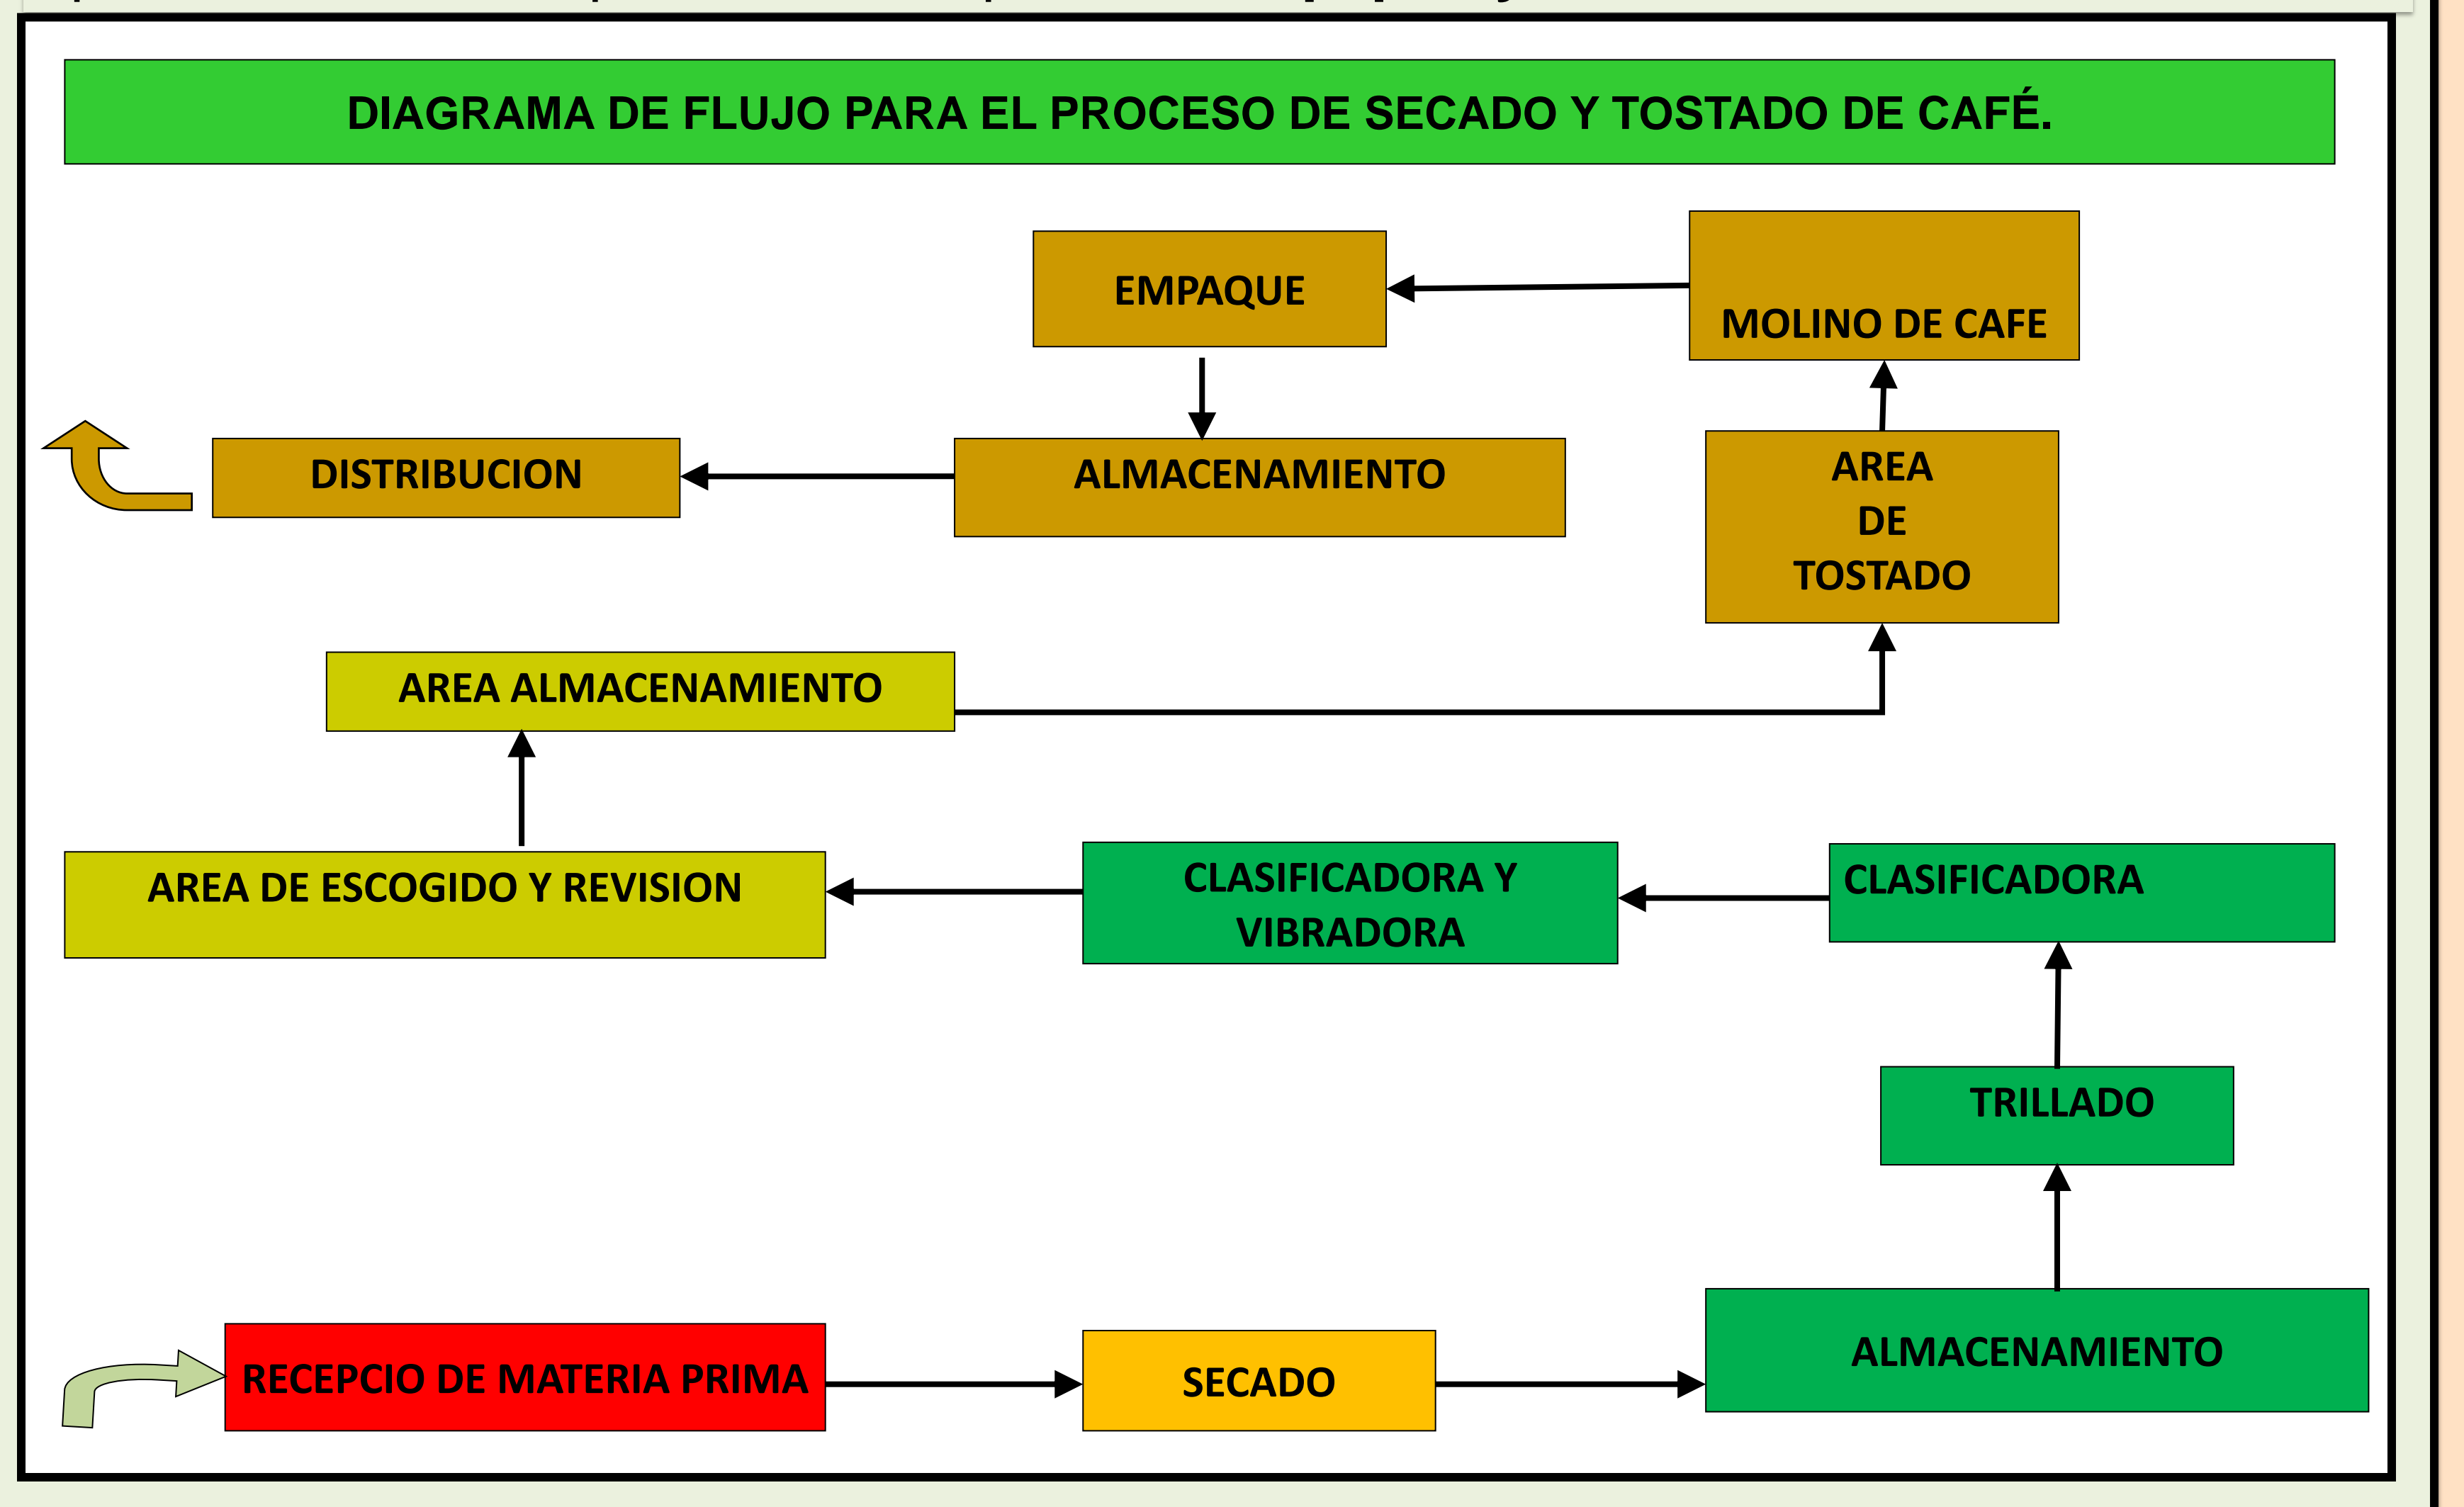 DIAGRAMA DE FLUJO PARA EL PROCESO DE SECADO Y TOSTADO DE CAFÉ.
EMPAQUE
MOLINO DE CAFE
DISTRIBUCION
ALMACENAMIENTO
AREA
DE
TOSTADO
AREA ALMACENAMIENTO
AREA DE ESCOGIDO Y REVISION
CLASIFICADORA Y
VIBRADORA
CLASIFICADORA
TRILLADO
RECEPCIO DE MATERIA PRIMA
SECADO
ALMACENAMIENTO